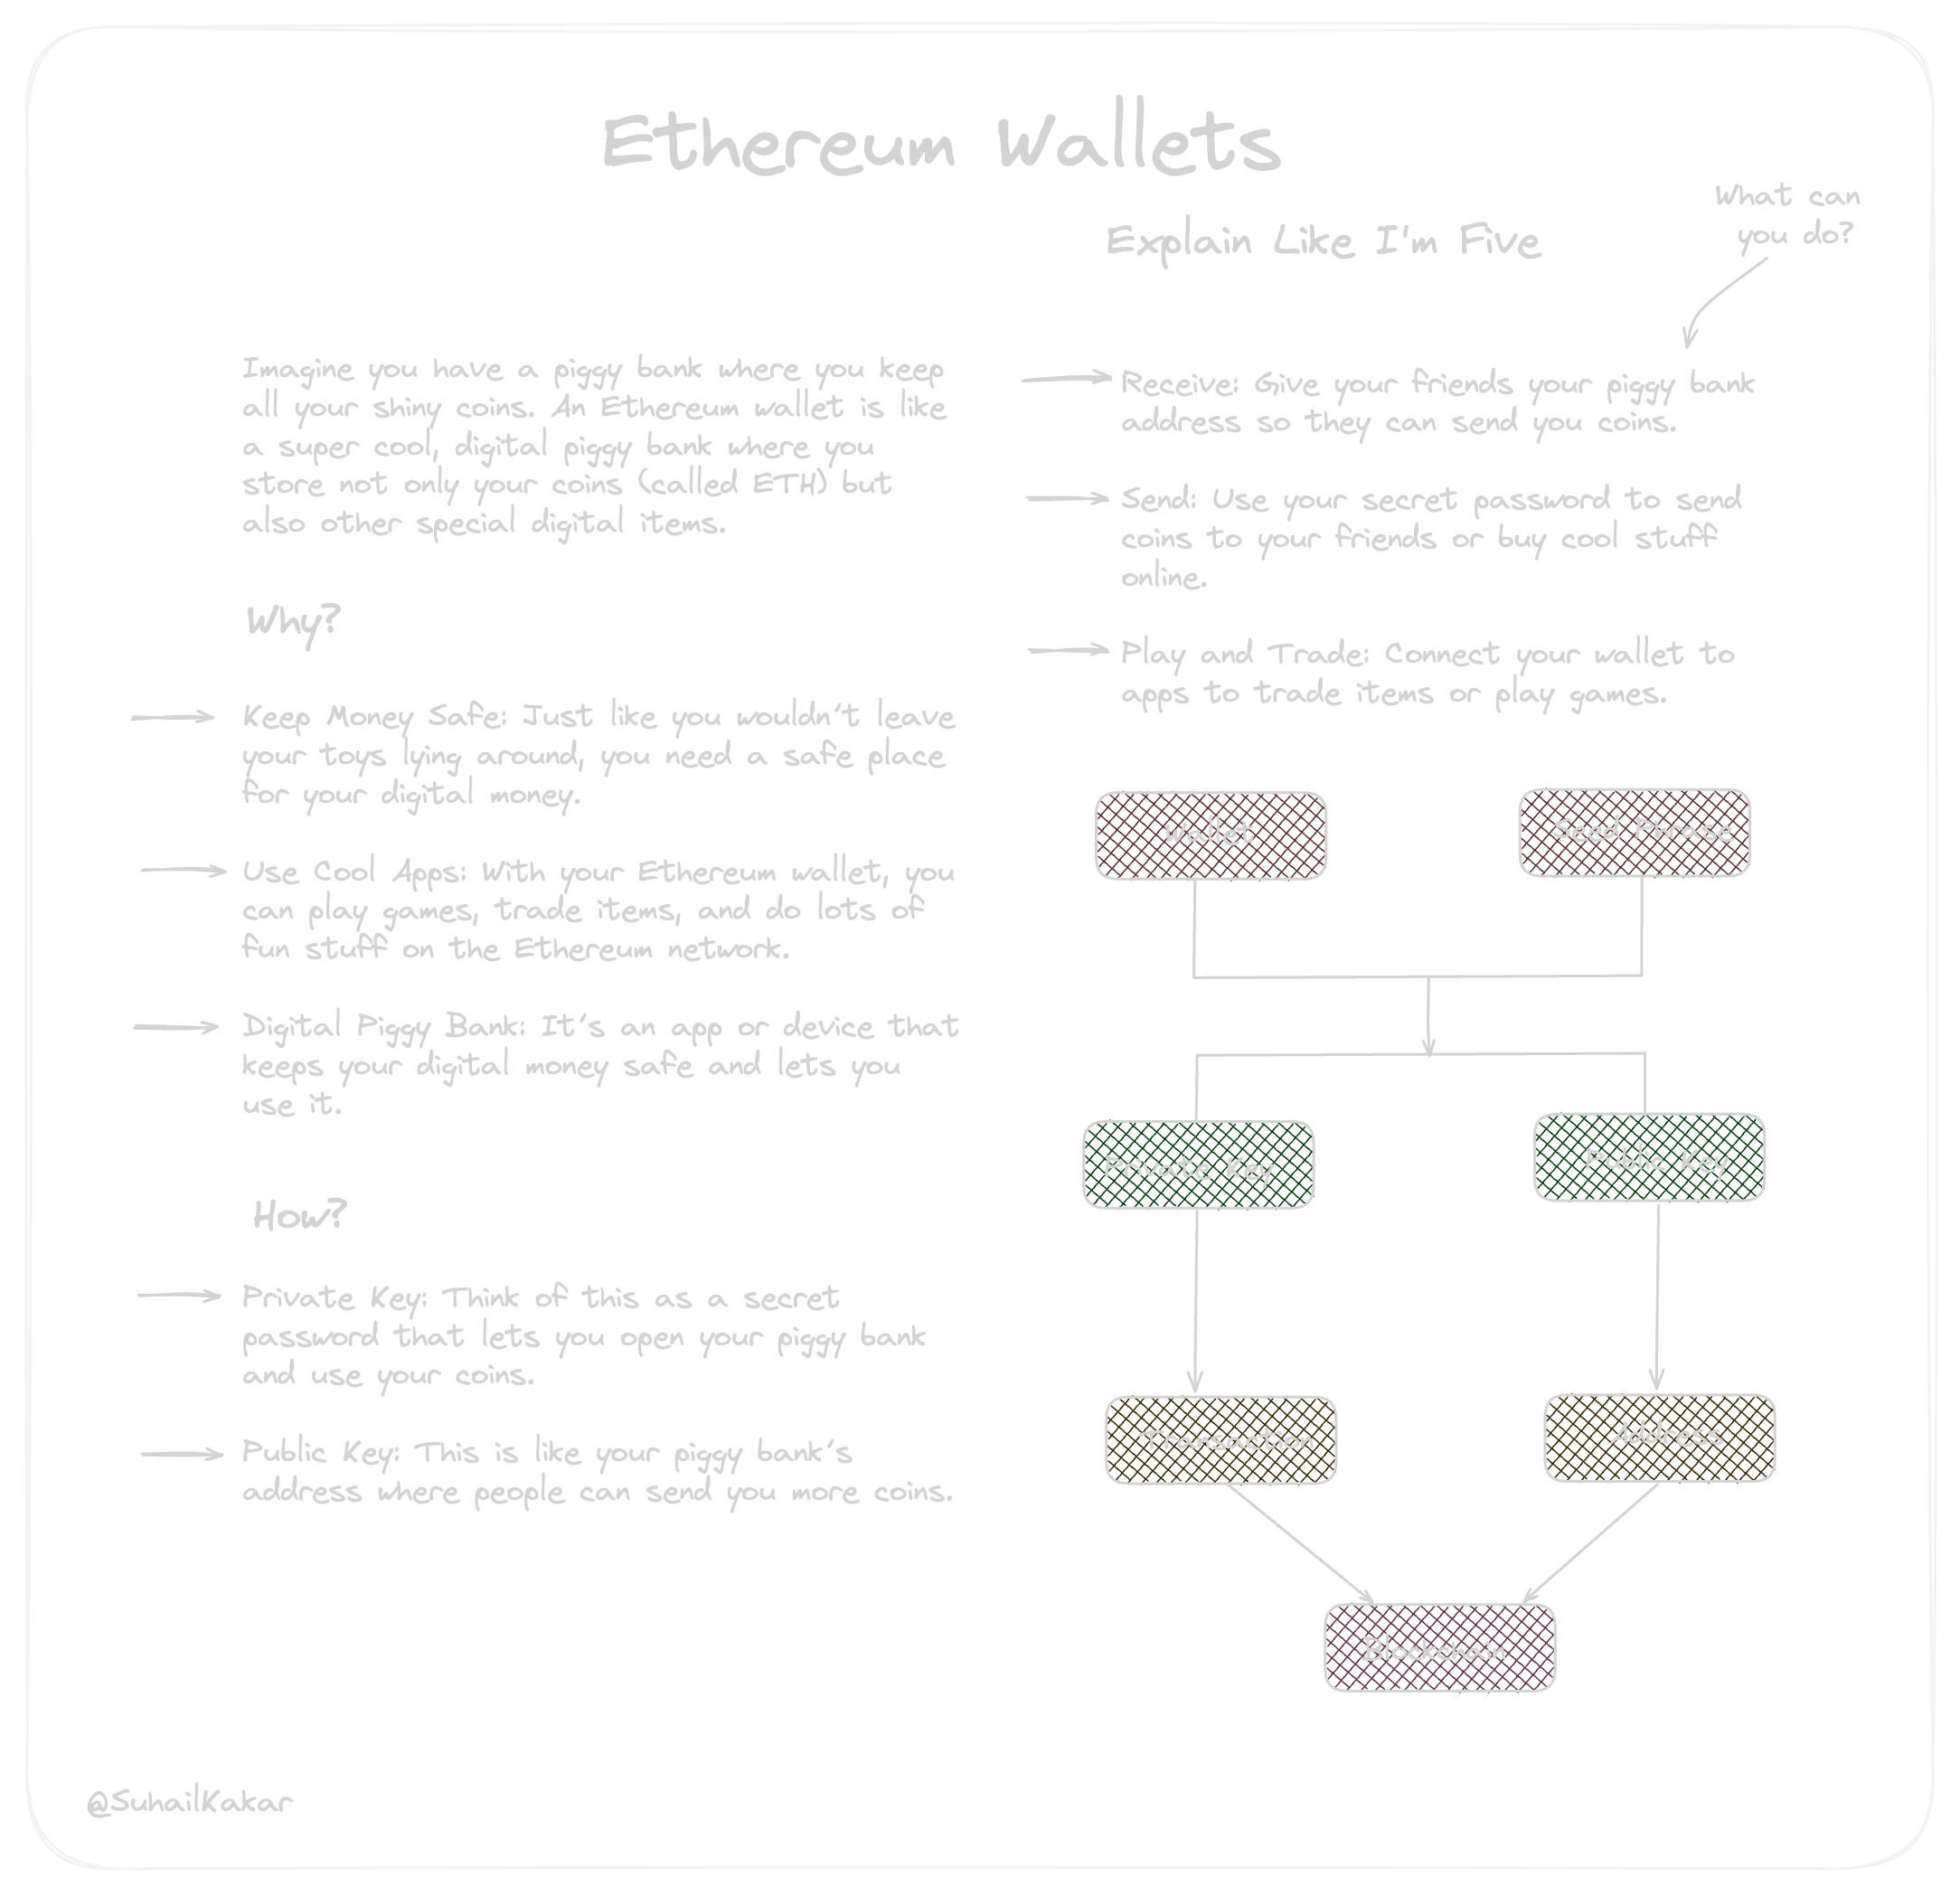 Ethereum Wallets
Explain Like I'm Five
What can
you do?
Imagine you have a piggy bank where you keep
all your shiny coins. An Ethereum wallet is like
a super cool, digital piggy bank where you
store not only your coins (called ETH) but
also other special digital items.
Why?
Keep Money Safe: Just like you wouldn't leave
your toys lying around, you need a safe place
for your digital money.
Use Cool Apps: With your Ethereum wallet, you
can play games, trade items, and do lots of
fun stuff on the Ethereum network.
Digital Piggy Bank: It's an app or device that
keeps your digital money safe and lets you
use it.
How?
Private Key: Think of this as a secret
password that lets you open your piggy bank
and use your coins.
Public Key: This is like your piggy bank's
address where people can send you more coins.
Receive: Give your friends your piggy bank
address so they can send you coins.
Send: Use your secret password to send
coins to your friends or buy cool stuff
online.
Play and Trade: Connect your wallet to
apps to trade items or play games.
Wallet
Seed Phrase
Private Key
Public Key
Transaction
Address
Blockchain
@SuhailKakar